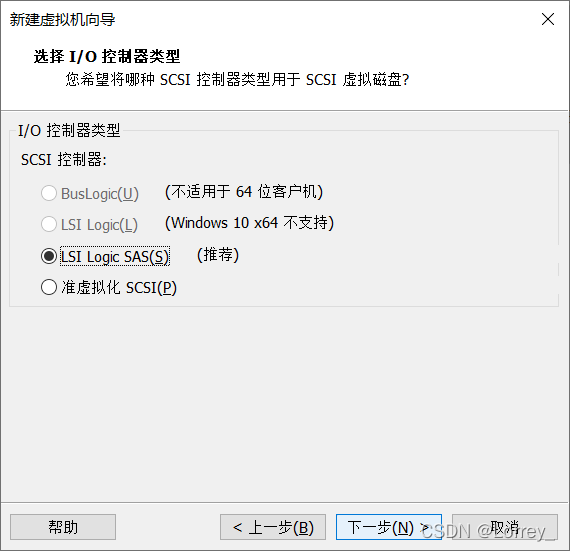 新建虚拟机向导
选择 I/O 控制器类型
您希望将哪种 SCSI 控制器类型用于 SCSI 虚拟磁盘?
I/O 控制器类型
SCSI 控制器:
BusLogic(U) (不适用于 64 位客户机)
LSI Logic(L) (Windows 10 x64 不支持)
LSI Logic SAS(S) (推荐)
准虚拟化 SCSI(P)
帮助 < 上一步(B) 下一步(N) > 取消
CSDN @Lorrey_